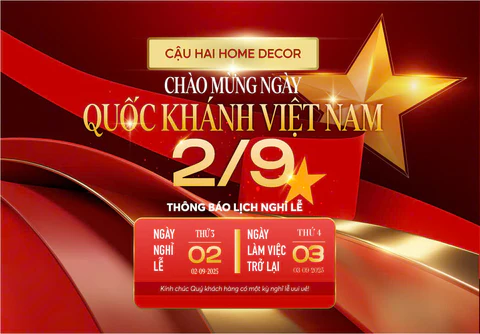 CẬU HAI HOME DECOR
CHÀO MỪNG NGÀY
QUỐC KHÁNH VIỆT NAM
2/9
THÔNG BÁO LỊCH NGHỈ LỄ
NGÀY
NGHỈ
LỄ
THỨ 3
02
02-09-2025
NGÀY
LÀM VIỆC
TRỞ LẠI
THỨ 4
03
03-09-2025
Kính chúc Quý khách hàng có một kỳ nghỉ lễ vui vẻ!